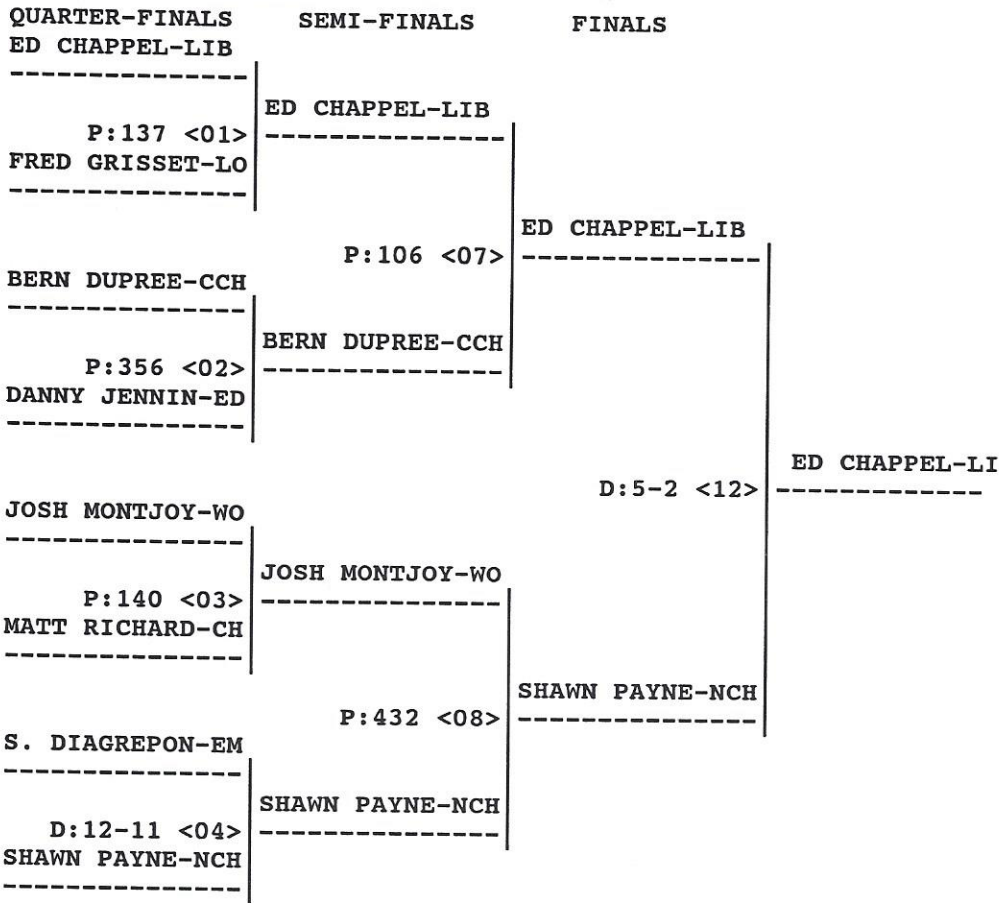 QUARTER-FINALS SEMI-FINALS FINALS
ED CHAPPEL-LIB
ED CHAPPEL-LIB
P:137 <01>
FRED GRISSET-LO
ED CHAPPEL-LIB
P:106 <07>
BERN DUPREE-CCH
BERN DUPREE-CCH
P:356 <02>
DANNY JENNIN-ED
ED CHAPPEL-LI
D:5-2 <12>
JOSH MONTJOY-WO
JOSH MONTJOY-WO
P:140 <03>
MATT RICHARD-CH
SHAWN PAYNE-NCH
P:432 <08>
S. DIAGREPON-EM
SHAWN PAYNE-NCH
D:12-11 <04>
SHAWN PAYNE-NCH